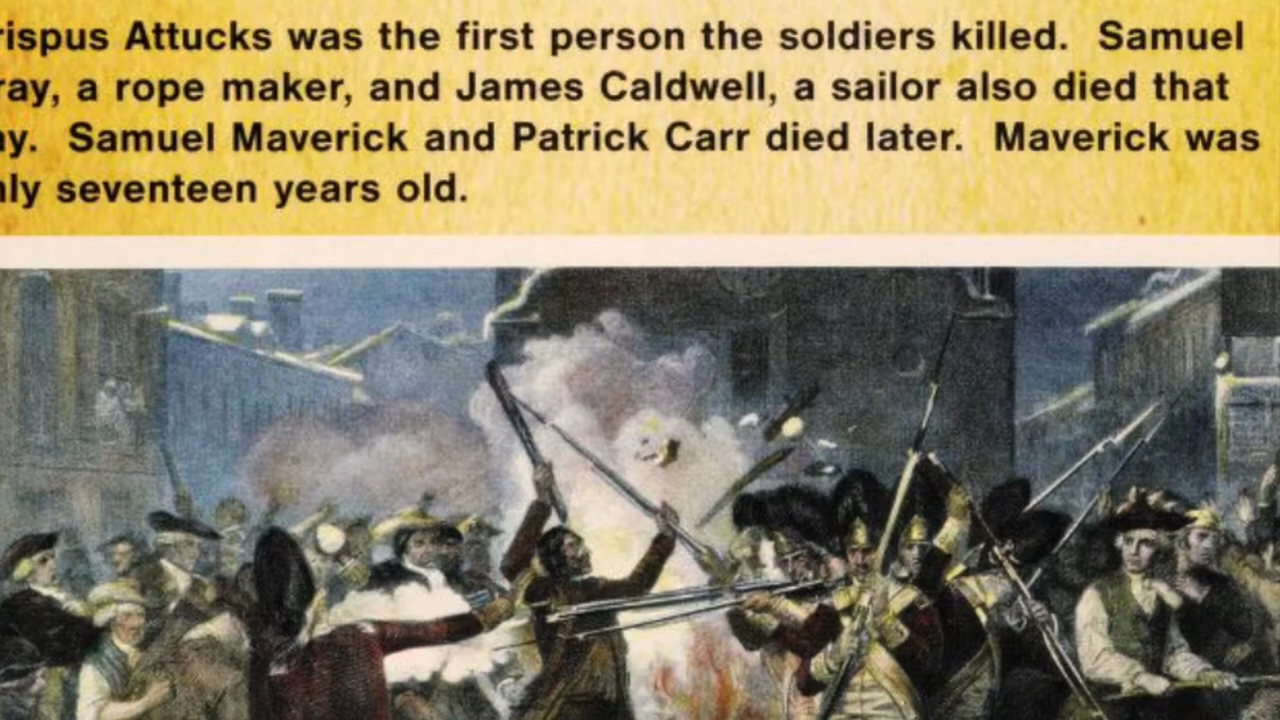 rispus Attucks was the first person the soldiers killed. Samuel
ray, a rope maker, and James Caldwell, a sailor also died that
ay. Samuel Maverick and Patrick Carr died later. Maverick was
nly seventeen years old.